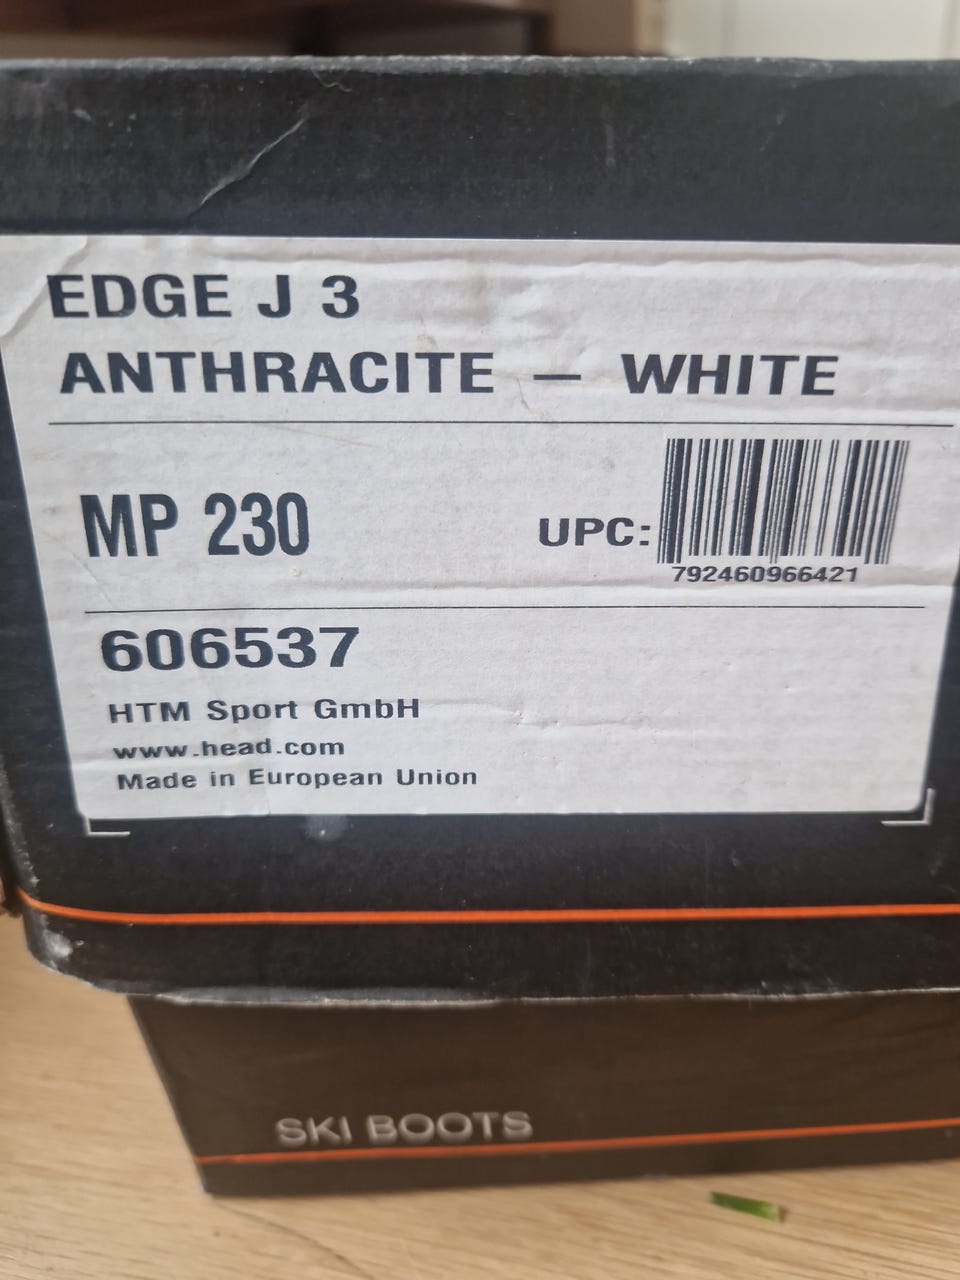 EDGE J 3
ANTHRACITE – WHITE
MP 230
UPC:
792460966421
606537
HTM Sport GmbH
www.head.com
Made in European Union
SKI BOOTS